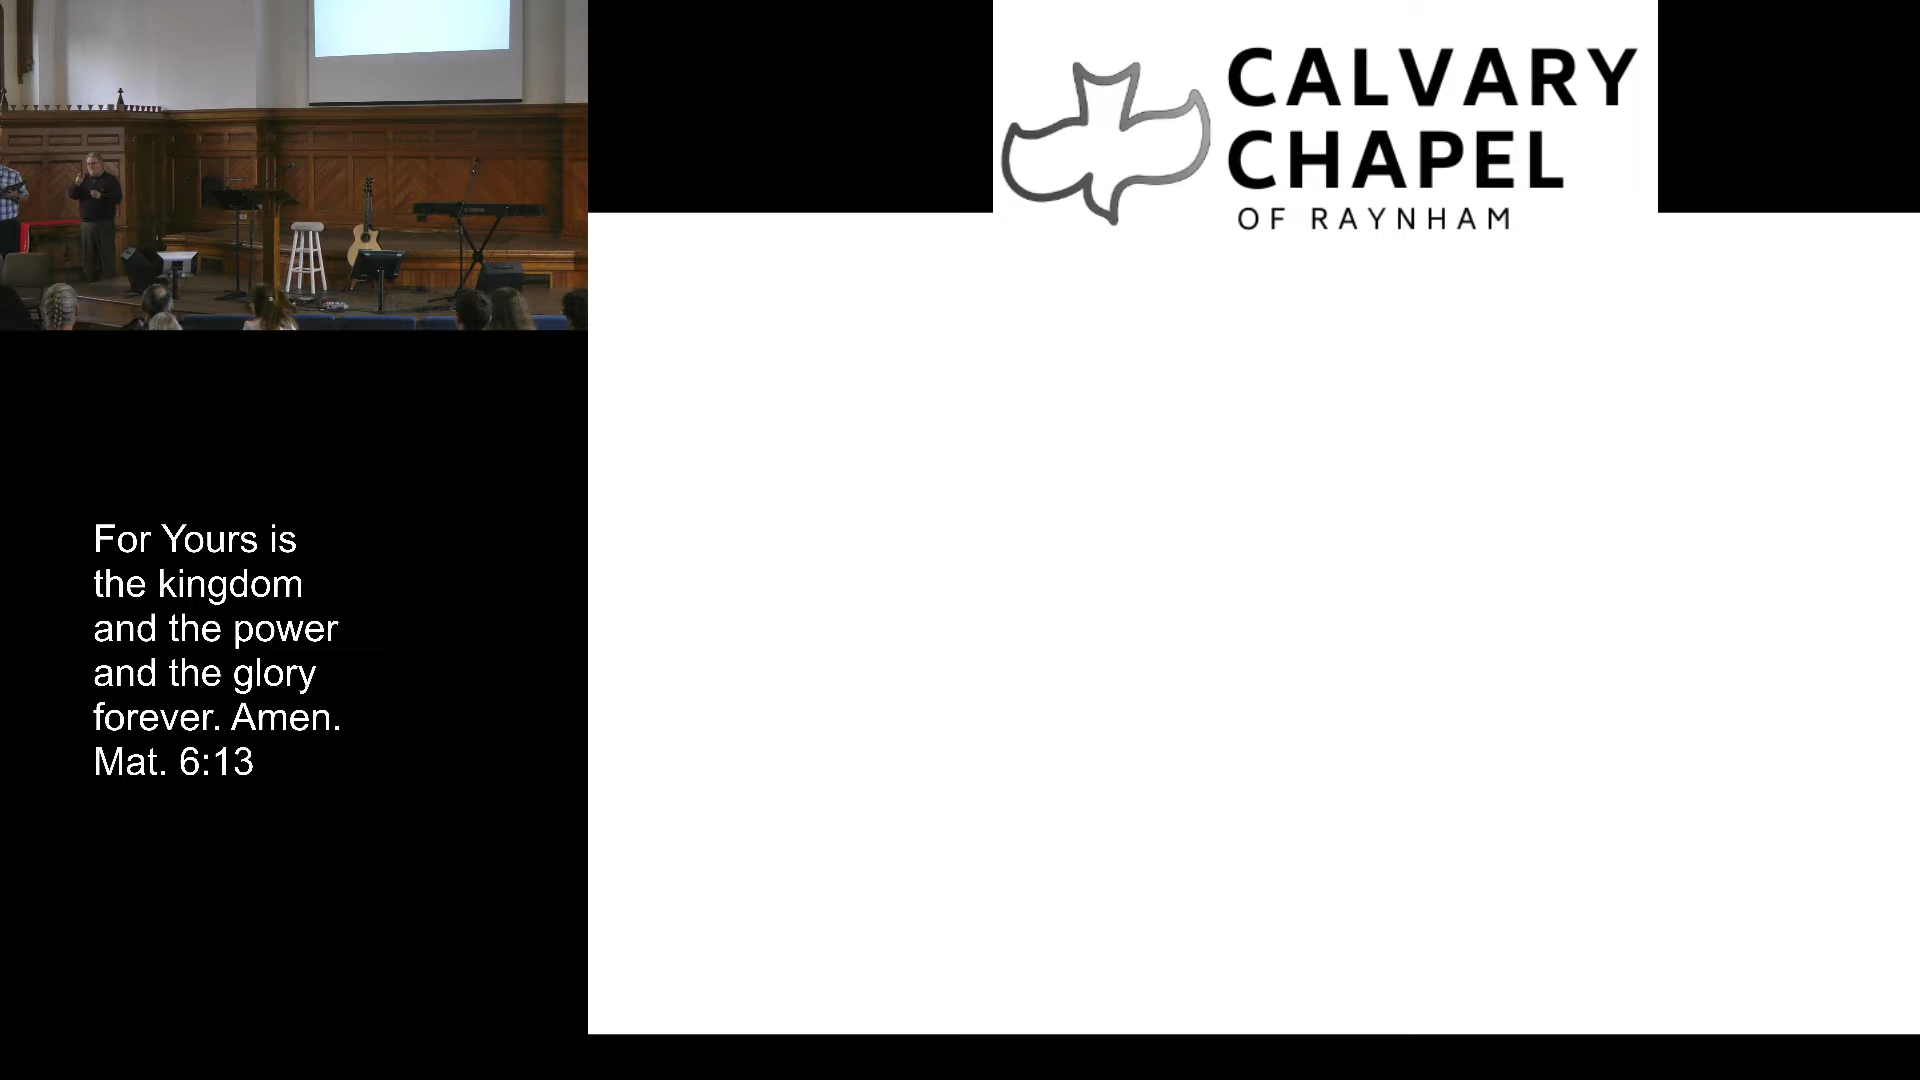 CALVARY
CHAPEL
OF RAYNHAM
For Yours is
the kingdom
and the power
and the glory
forever. Amen.
Mat. 6:13